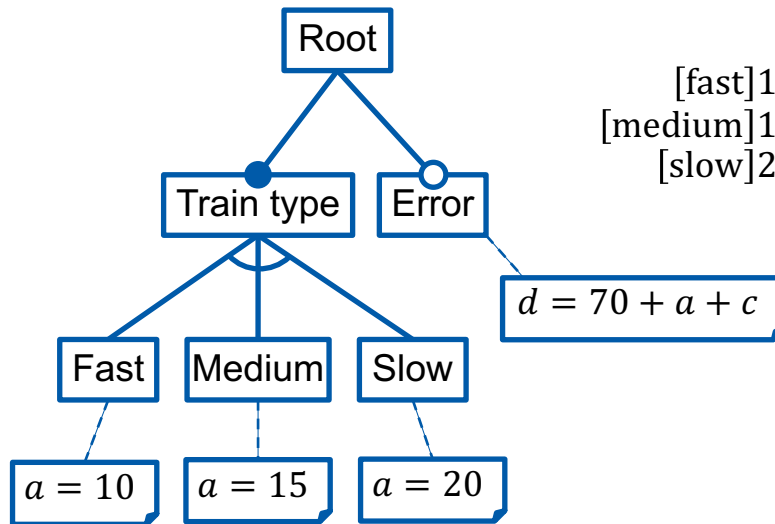 Root
[fast]1
[medium]1
[slow]2
Train type
Error
d = 70 + a + c
Fast
Medium
Slow
a = 10
a = 15
a = 20